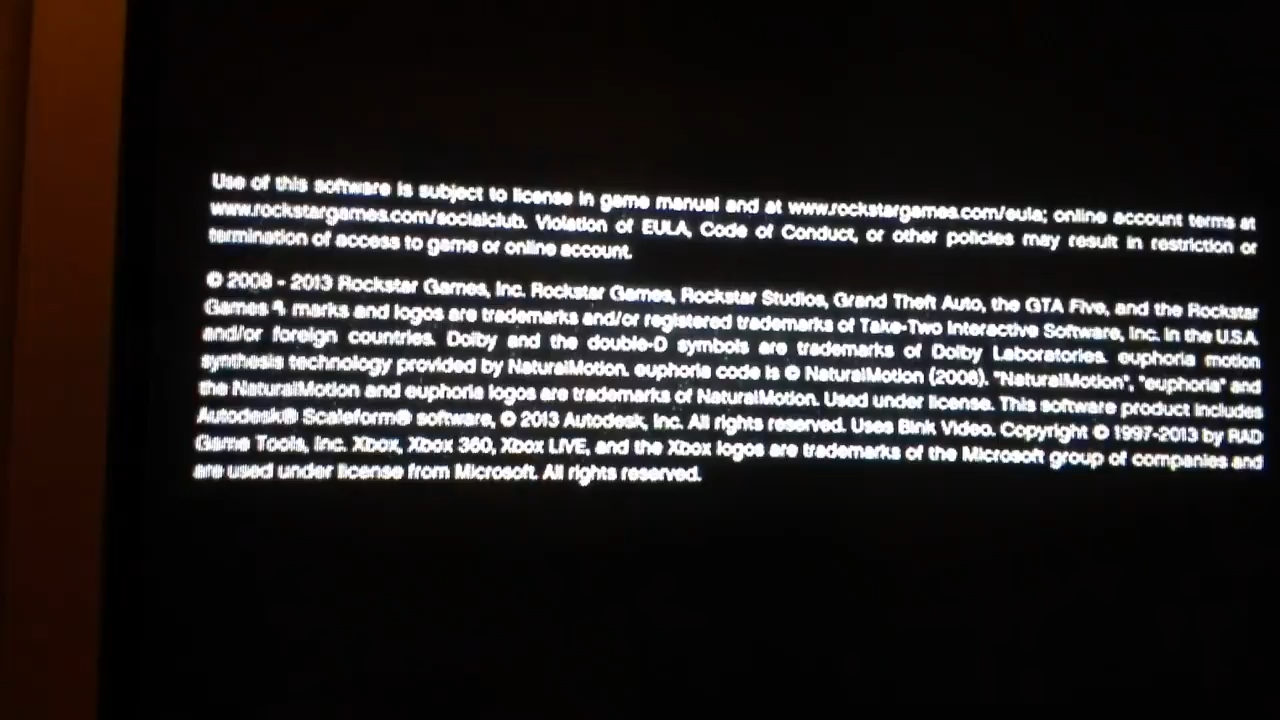 Use of this software is subject to license in game manual and at www.rockstargames.com/eula; online account terms at
www.rockstargames.com/socialclub. Violation of EULA, Code of Conduct, or other policies may result in restriction or
termination of access to game or online account.
© 2008 - 2013 Rockstar Games, Inc. Rockstar Games, Rockstar Studios, Grand Theft Auto, the GTA Five, and the Rockstar
Games R* marks and logos are trademarks and/or registered trademarks of Take-Two Interactive Software, Inc. in the U.S.A.
and/or foreign countries. Dolby and the double-D symbols are trademarks of Dolby Laboratories. euphoria motion
synthesis technology provided by NaturalMotion. euphoria code is © NaturalMotion (2008). "NaturalMotion", "euphoria" and
the NaturalMotion and euphoria logos are trademarks of NaturalMotion. Used under license. This software product includes
Autodesk® Scaleform® software, © 2013 Autodesk, Inc. All rights reserved. Uses Bink Video. Copyright © 1997-2013 by RAD
Game Tools, Inc. Xbox, Xbox 360, Xbox LIVE, and the Xbox logos are trademarks of the Microsoft group of companies and
are used under license from Microsoft. All rights reserved.